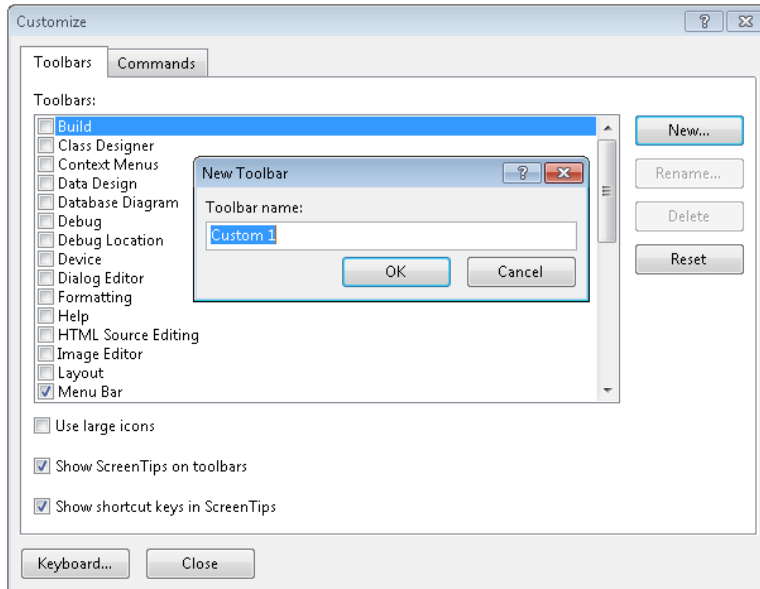 Customize
Toolbars Commands
Toolbars:
Build
Class Designer
Context Menus
Data Design
Database Diagram
Debug
Debug Location
Device
Dialog Editor
Formatting
Help
HTML Source Editing
Image Editor
Layout
Menu Bar
New...
Rename...
Delete
Reset
New Toolbar
Toolbar name:
Custom 1
OK Cancel
Use large icons
Show ScreenTips on toolbars
Show shortcut keys in ScreenTips
Keyboard... Close